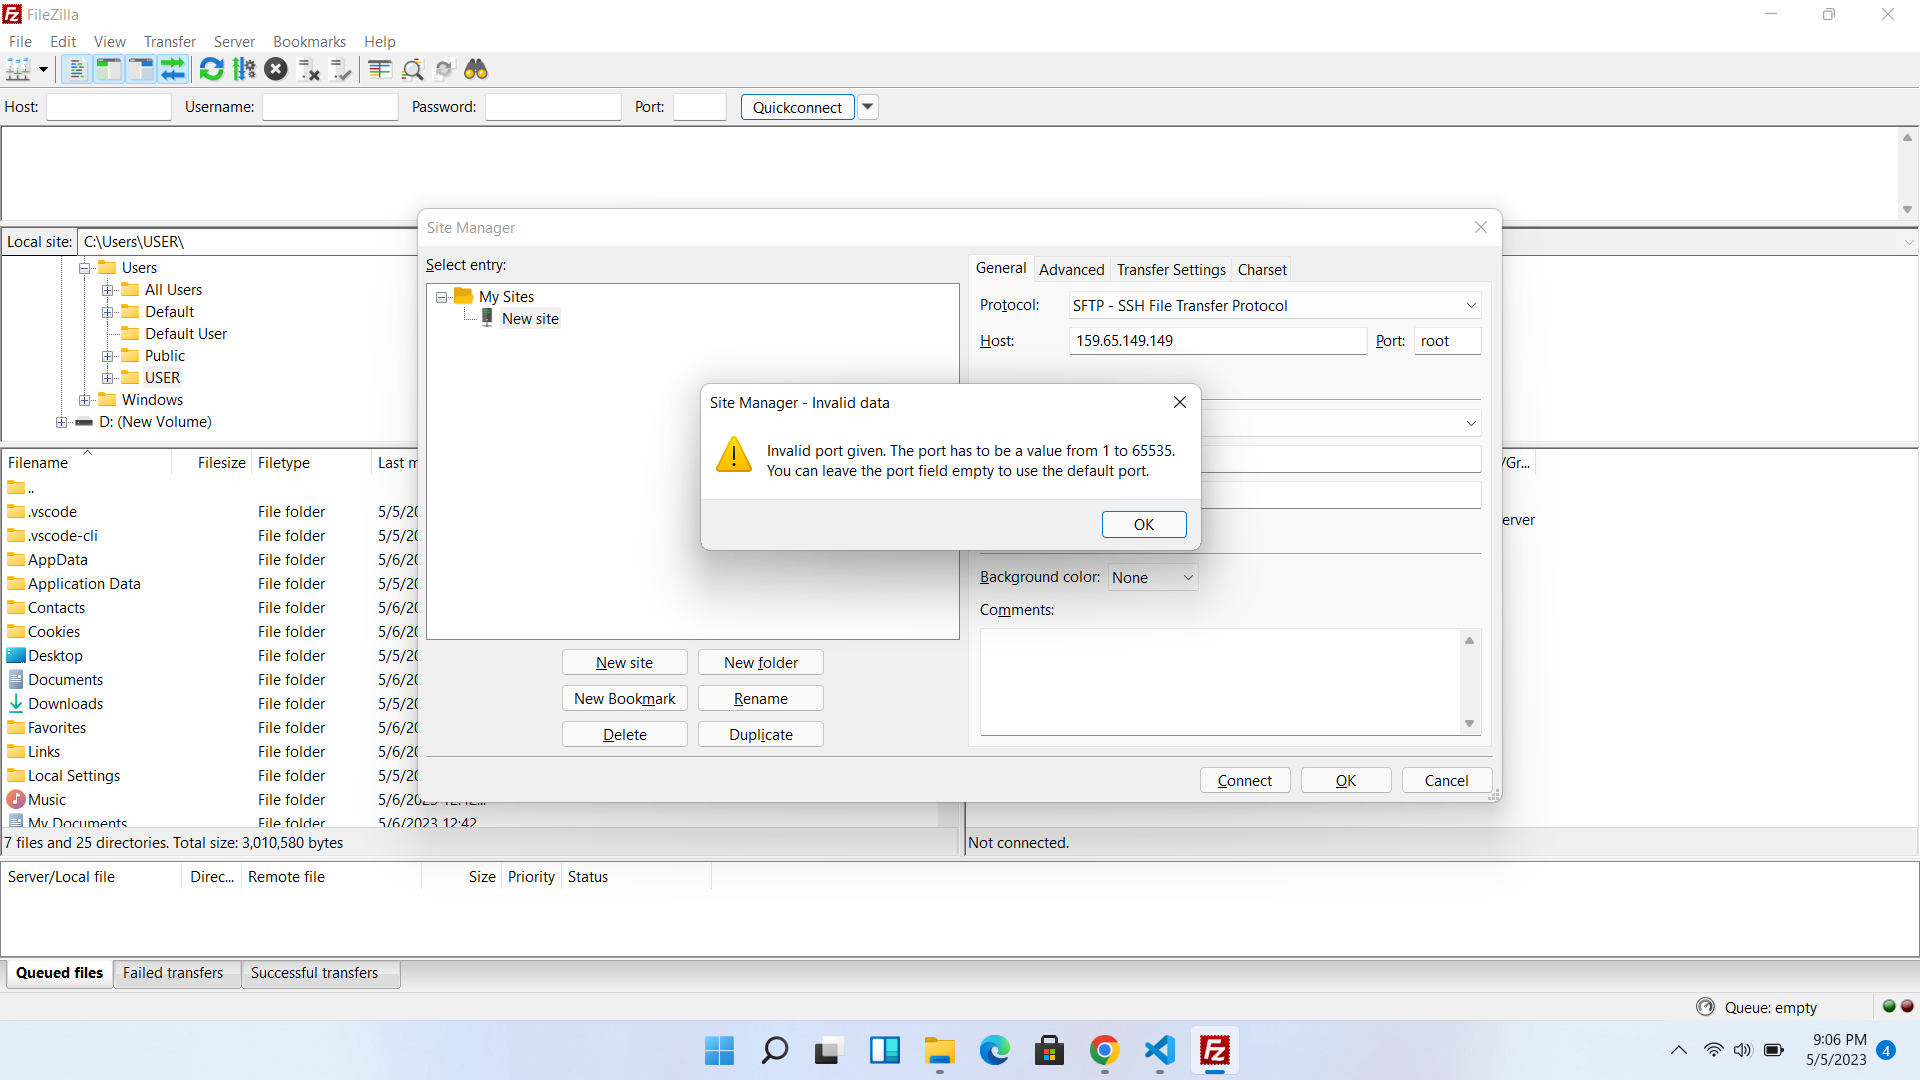 FileZilla
File Edit View Transfer Server Bookmarks Help
Host: Username: Password: Port: Quickconnect
Local site: C:\Users\USER\
Users
All Users
Default
Default User
Public
USER
Windows
D: (New Volume)
Filename Filesize Filetype Last m
..
.vscode File folder 5/5/20
.vscode-cli File folder 5/5/20
AppData File folder 5/6/20
Application Data File folder 5/5/20
Contacts File folder 5/6/20
Cookies File folder 5/6/20
Desktop File folder 5/5/20
Documents File folder 5/6/20
Downloads File folder 5/5/20
Favorites File folder 5/6/20
Links File folder 5/6/20
Local Settings File folder 5/5/20
Music File folder 5/6/2023 12:42...
My Documents File folder 5/6/2023 12:42
7 files and 25 directories. Total size: 3,010,580 bytes
Site Manager
Select entry:
My Sites
New site
New site New folder
New Bookmark Rename
Delete Duplicate
General Advanced Transfer Settings Charset
Protocol: SFTP - SSH File Transfer Protocol
Host: 159.65.149.149 Port: root
Background color: None
Comments:
Connect OK Cancel
Site Manager - Invalid data
Invalid port given. The port has to be a value from 1 to 65535.
You can leave the port field empty to use the default port.
OK
/Gr...
erver
Not connected.
Server/Local file Direc... Remote file Size Priority Status
Queued files Failed transfers Successful transfers
Queue: empty
9:06 PM
5/5/2023 4